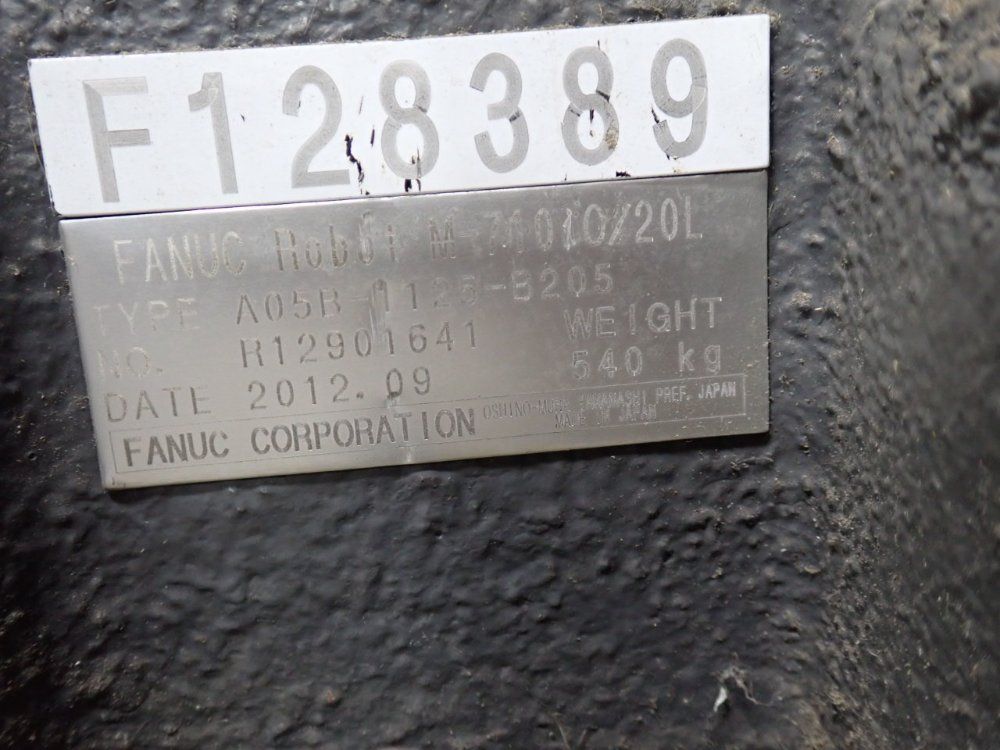 F128389
FANUC Robot M-710iC/20L
TYPE A05B-1125-B205
NO. R12901641 WEIGHT
DATE 2012.09 540 kg
FANUC CORPORATION OSHINO-MURA, YAMANASHI PREF. JAPAN
MADE IN JAPAN